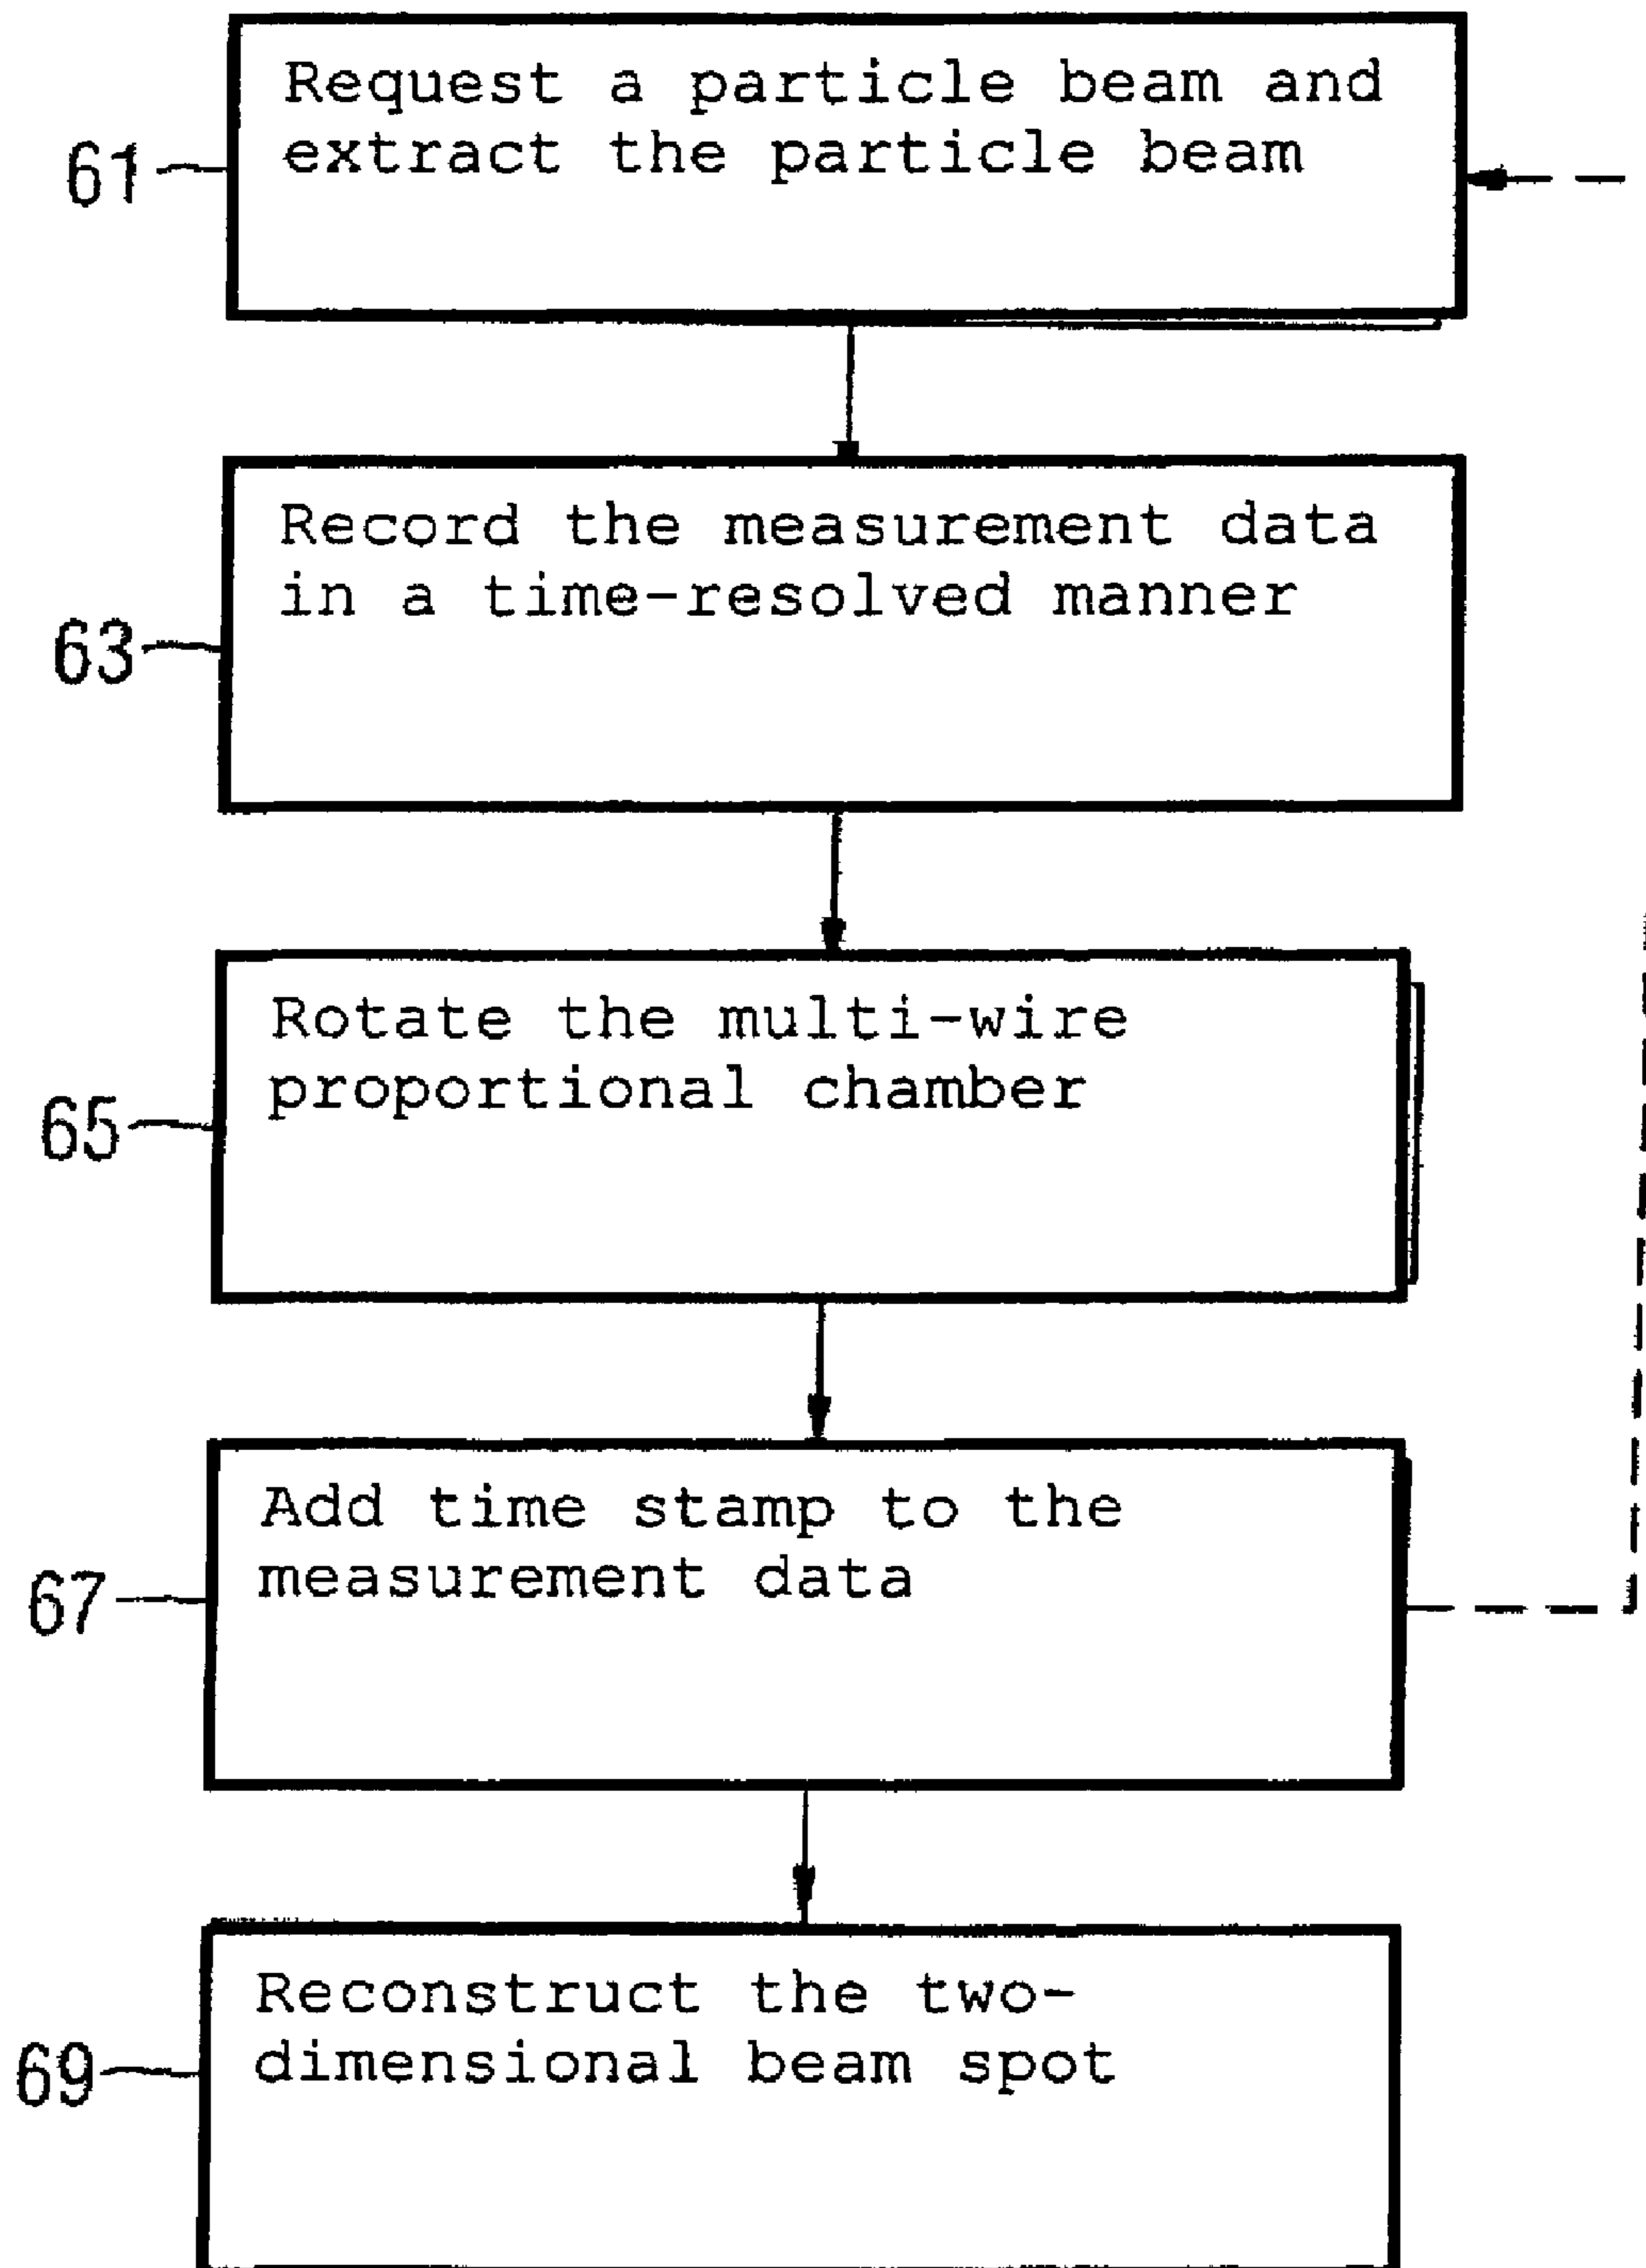 61
Request a particle beam and
extract the particle beam
63
Record the measurement data
in a time-resolved manner
65
Rotate the multi-wire
proportional chamber
67
Add time stamp to the
measurement data
69
Reconstruct the two-
dimensional beam spot